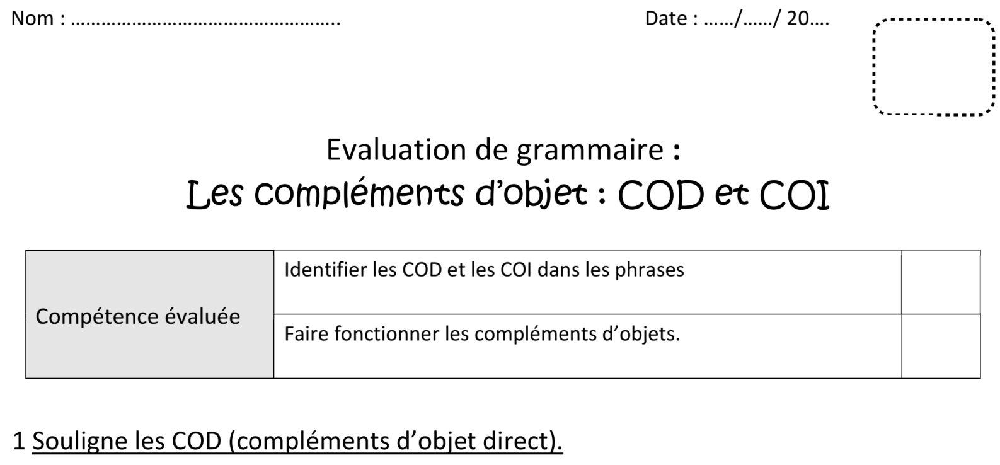 Nom : ………………………………………….. Date : ……/……/ 20….
Evaluation de grammaire :
Les compléments d’objet : COD et COI
Compétence évaluée
Identifier les COD et les COI dans les phrases
Faire fonctionner les compléments d’objets.
1 Souligne les COD (compléments d’objet direct).